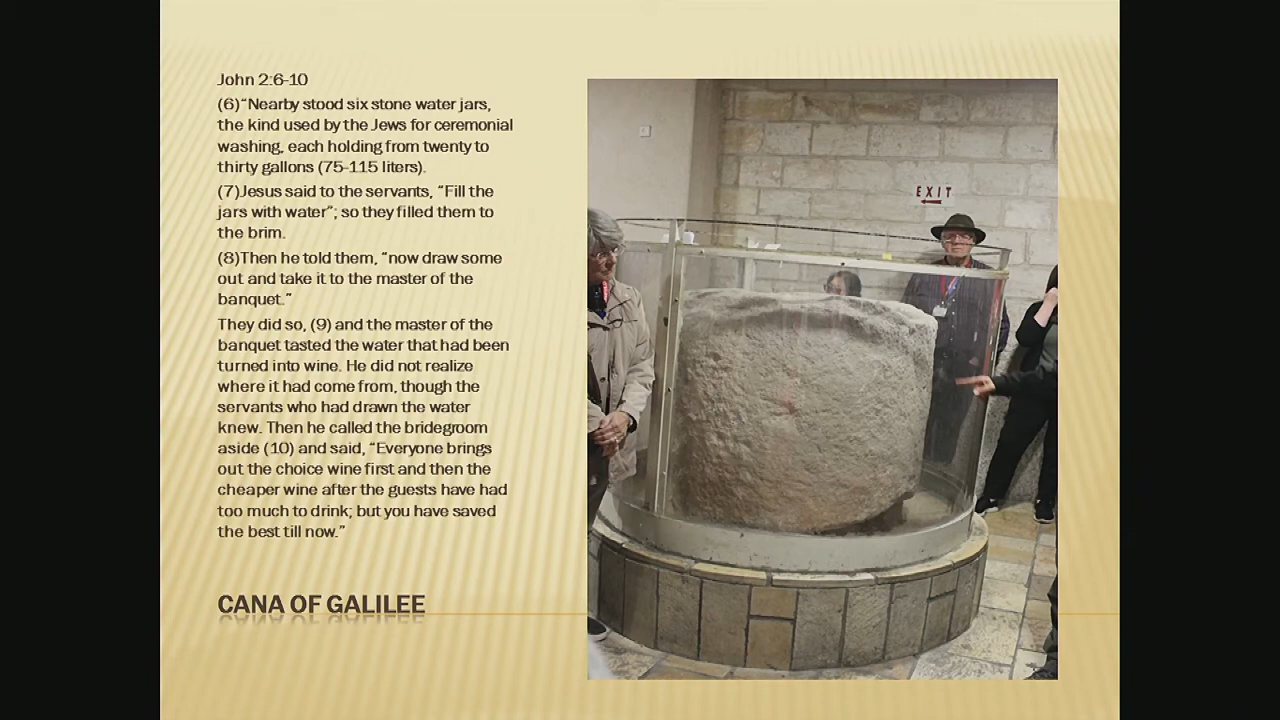 John 2:6-10
(6)“Nearby stood six stone water jars,
the kind used by the Jews for ceremonial
washing, each holding from twenty to
thirty gallons (75-115 liters).
(7)Jesus said to the servants, “Fill the
jars with water”; so they filled them to
the brim.
(8)Then he told them, “now draw some
out and take it to the master of the
banquet.”
They did so, (9) and the master of the
banquet tasted the water that had been
turned into wine. He did not realize
where it had come from, though the
servants who had drawn the water
knew. Then he called the bridegroom
aside (10) and said, “Everyone brings
out the choice wine first and then the
cheaper wine after the guests have had
too much to drink; but you have saved
the best till now.”
CANA OF GALILEE
EXIT